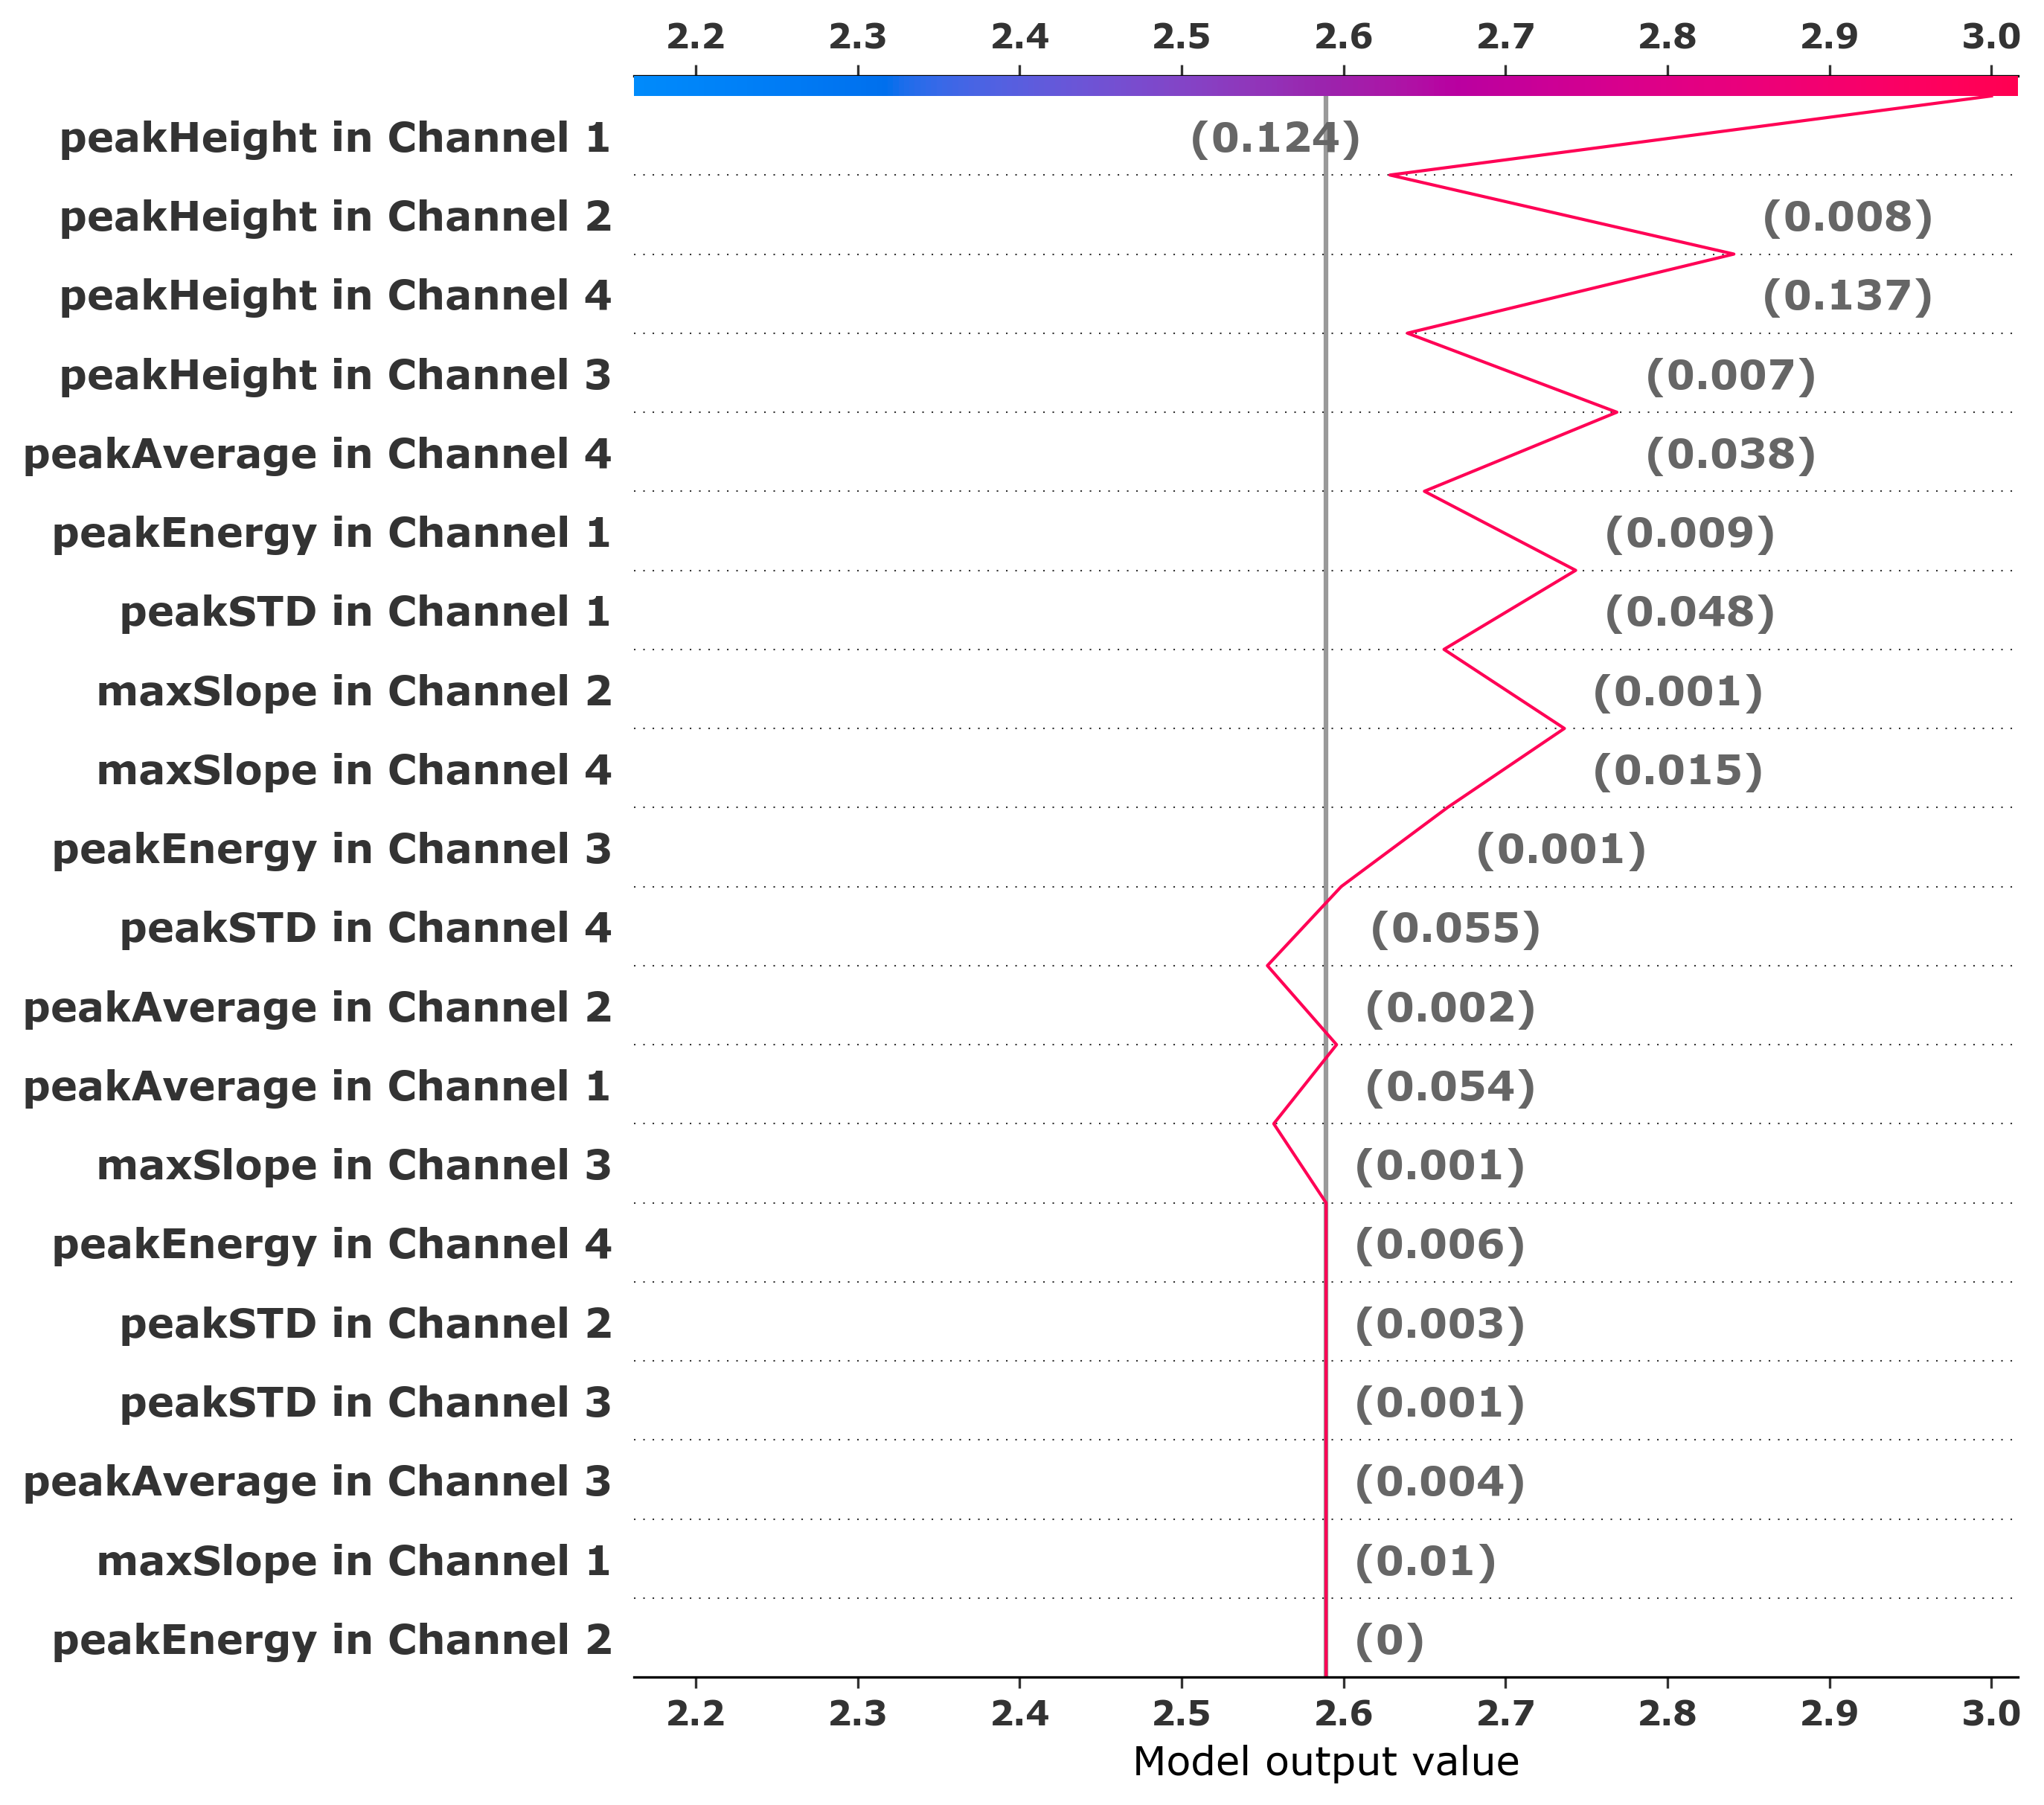 2.2 2.3 2.4 2.5 2.6 2.7 2.8 2.9 3.0
peakHeight in Channel 1 (0.124)
peakHeight in Channel 2 (0.008)
peakHeight in Channel 4 (0.137)
peakHeight in Channel 3 (0.007)
peakAverage in Channel 4 (0.038)
peakEnergy in Channel 1 (0.009)
peakSTD in Channel 1 (0.048)
maxSlope in Channel 2 (0.001)
maxSlope in Channel 4 (0.015)
peakEnergy in Channel 3 (0.001)
peakSTD in Channel 4 (0.055)
peakAverage in Channel 2 (0.002)
peakAverage in Channel 1 (0.054)
maxSlope in Channel 3 (0.001)
peakEnergy in Channel 4 (0.006)
peakSTD in Channel 2 (0.003)
peakSTD in Channel 3 (0.001)
peakAverage in Channel 3 (0.004)
maxSlope in Channel 1 (0.01)
peakEnergy in Channel 2 (0)
2.2 2.3 2.4 2.5 2.6 2.7 2.8 2.9 3.0
Model output value